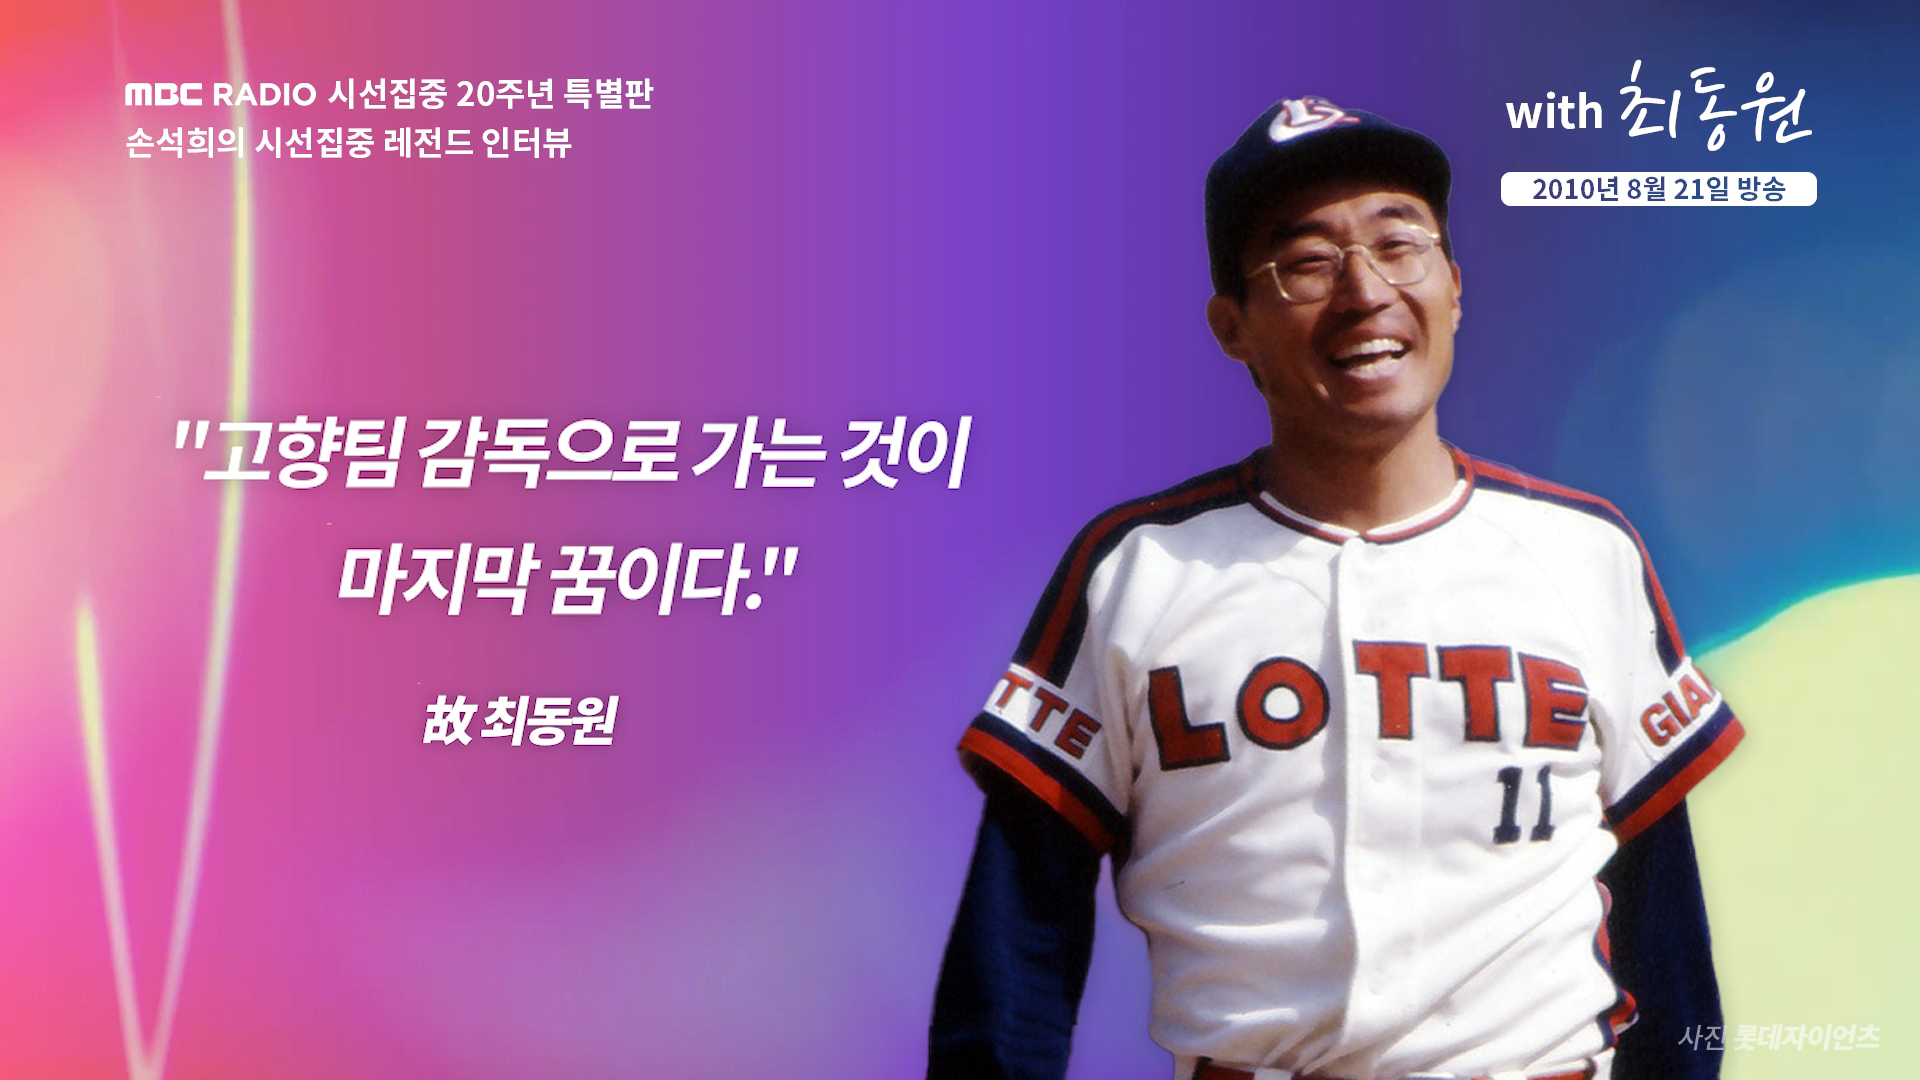 MBC RADIO 시선집중 20주년 특별판
손석희의 시선집중 레전드 인터뷰
with 최동원
2010년 8월 21일 방송
"고향팀 감독으로 가는 것이
마지막 꿈이다."
故 최동원
LOTTE
TTE
GIA
11
사진 롯데자이언츠